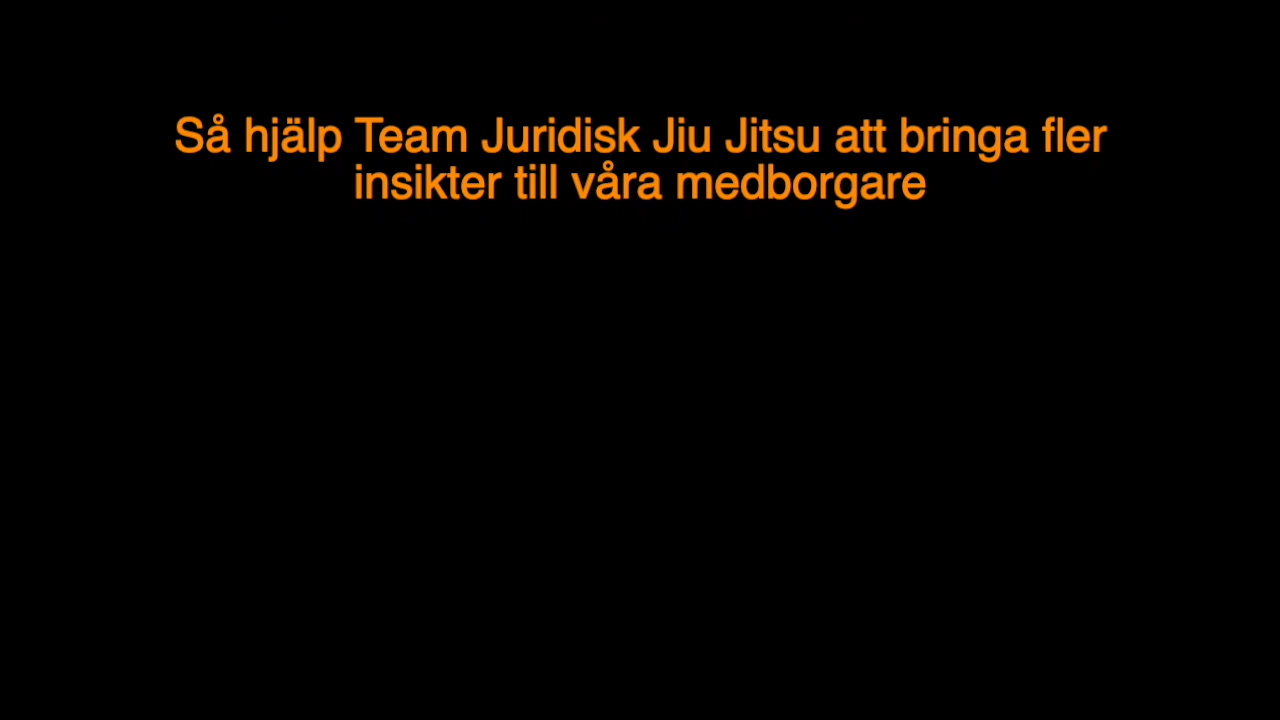 Så hjälp Team Juridisk Jiu Jitsu att bringa fler
insikter till våra medborgare